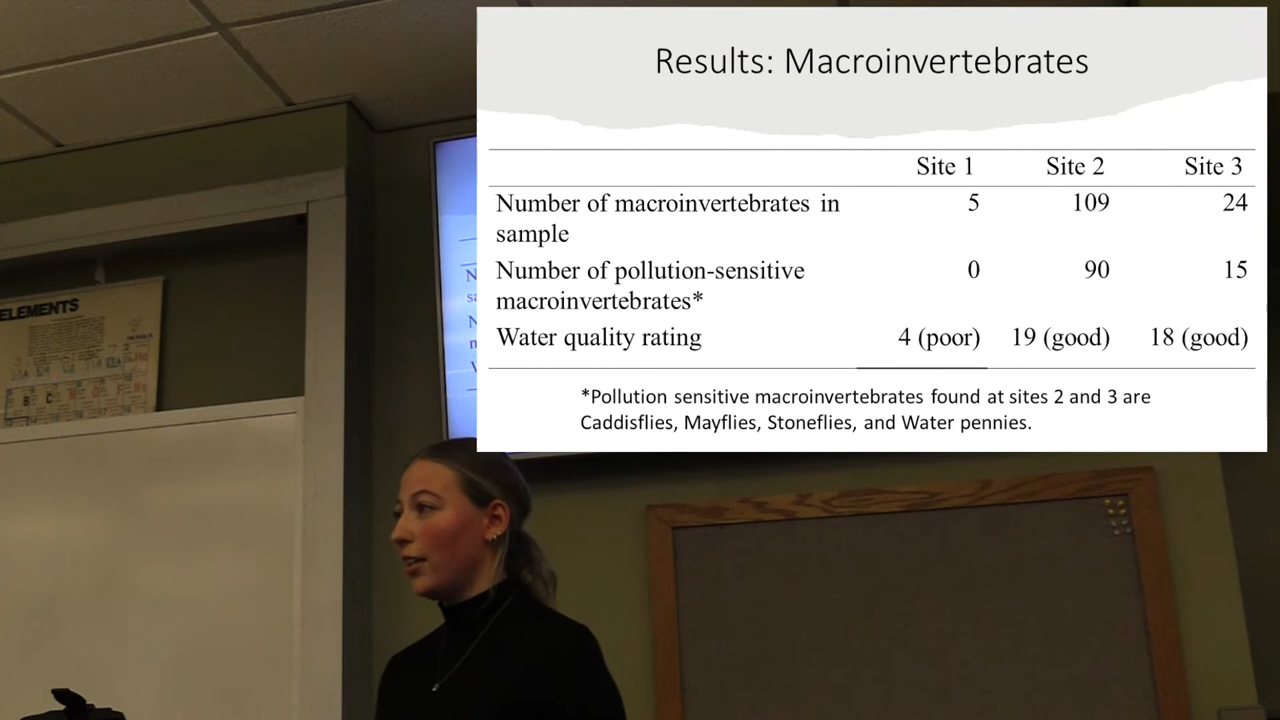 Results: Macroinvertebrates
Site 1 Site 2 Site 3
Number of macroinvertebrates in 5 109 24
sample
Number of pollution-sensitive 0 90 15
macroinvertebrates*
Water quality rating 4 (poor) 19 (good) 18 (good)
*Pollution sensitive macroinvertebrates found at sites 2 and 3 are
Caddisflies, Mayflies, Stoneflies, and Water pennies.
ELEMENTS
He
B C N O F Ne